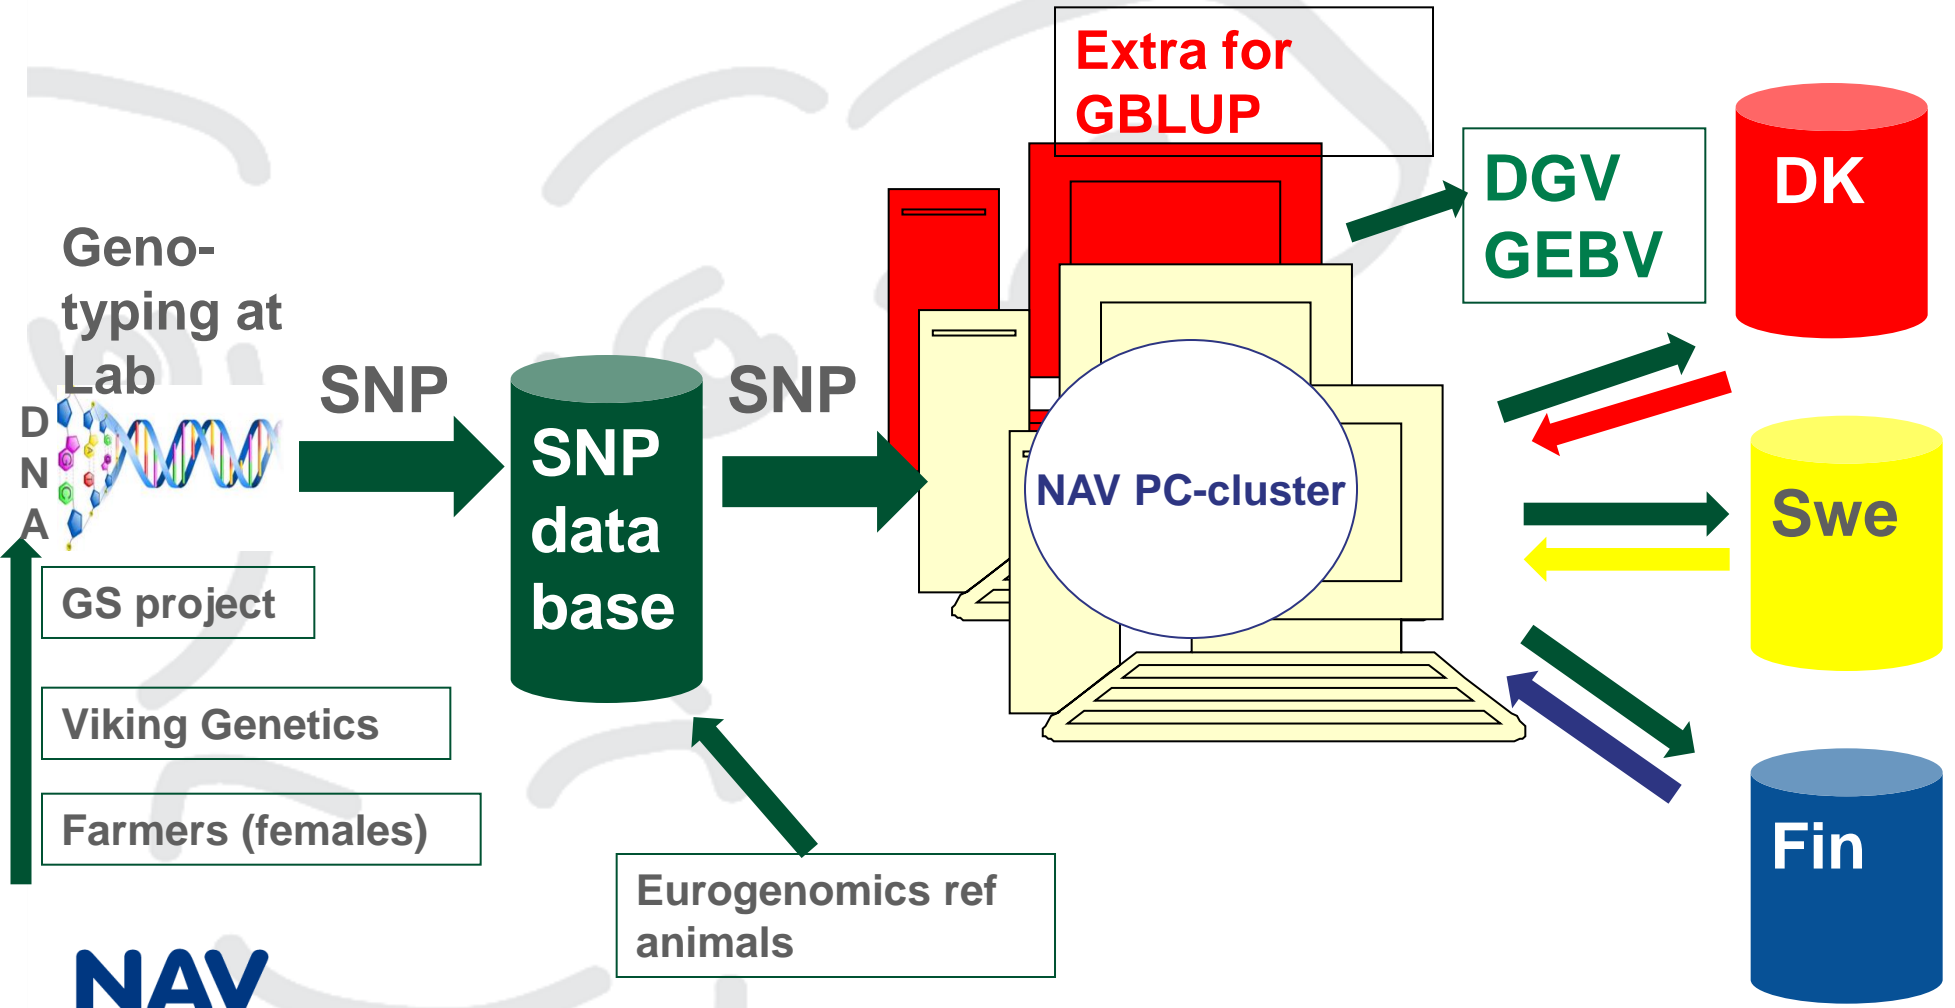 Extra for
GBLUP
DGV
GEBV
DK
Geno-
typing at
Lab
D
N
A
SNP
SNP
SNP
data
base
NAV PC-cluster
Swe
Fin
GS project
Viking Genetics
Farmers (females)
Eurogenomics ref
animals
NAV